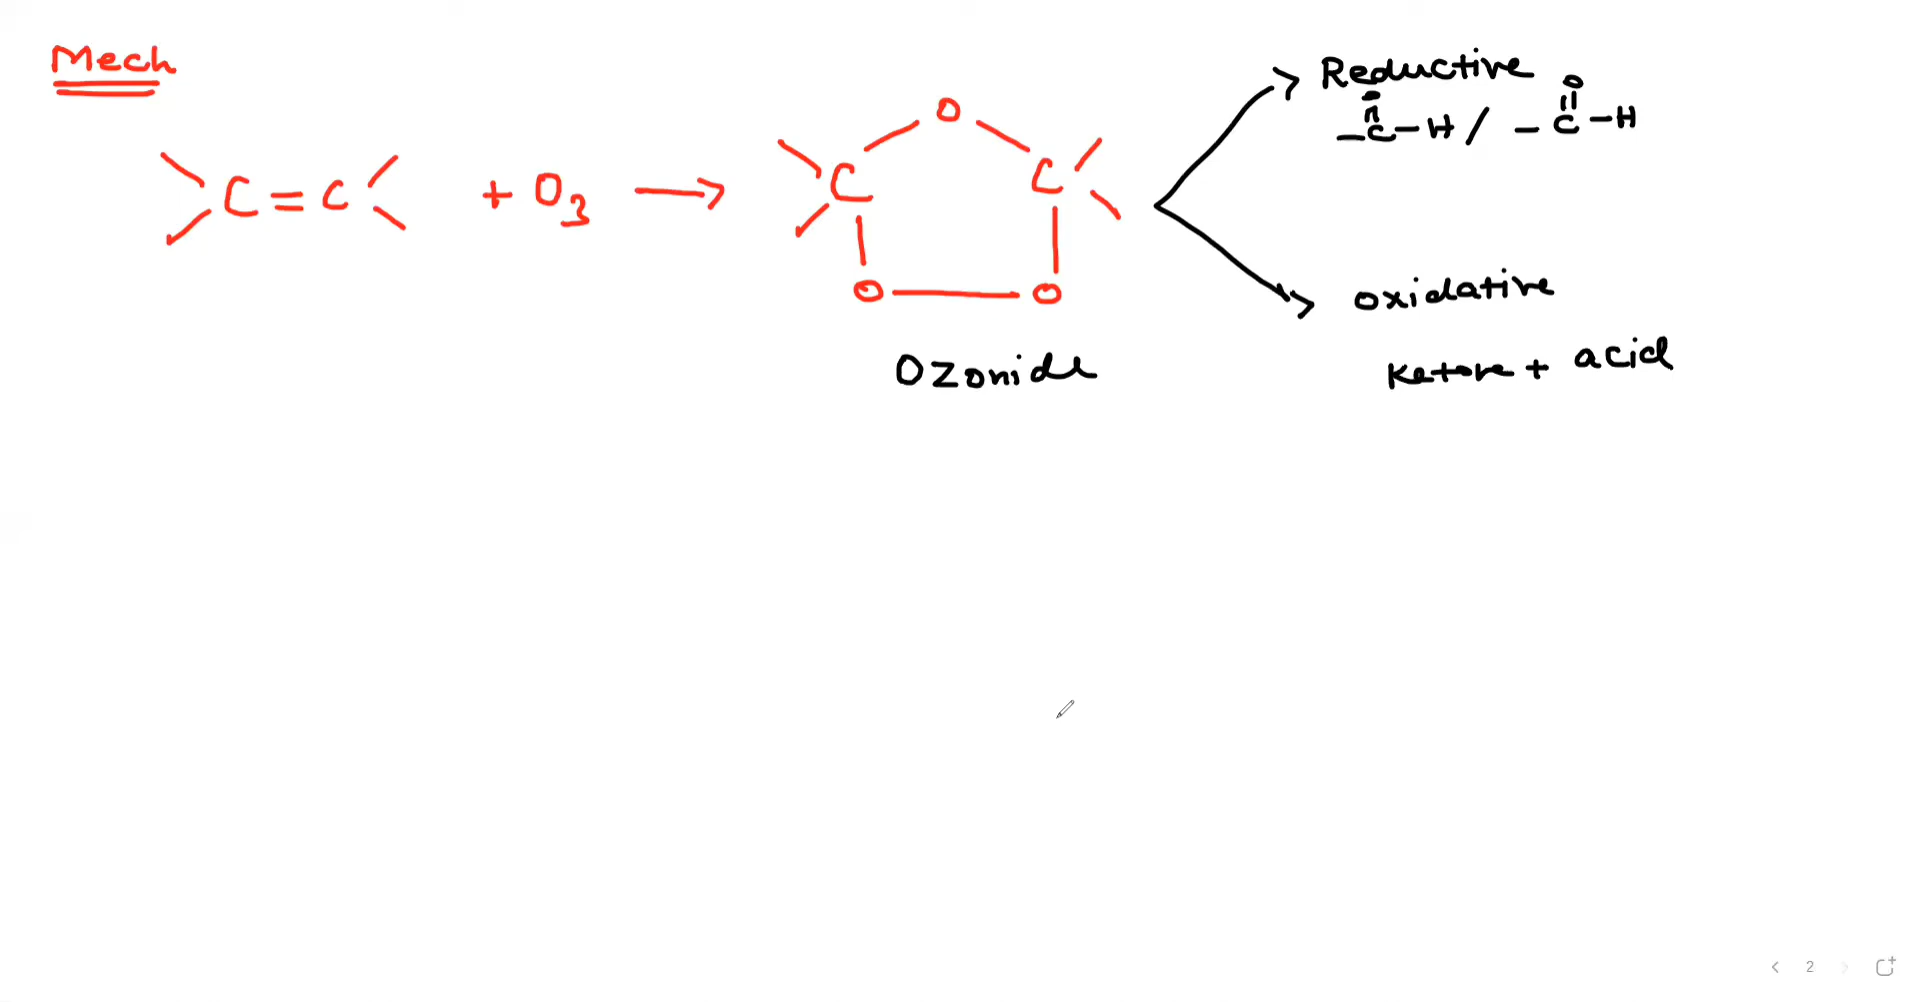 Mech
C = C + O3 →
O
C C
O O
Ozonide
Reductive
O O
-C-H / -C-H
oxidative
Ketone + acid
2